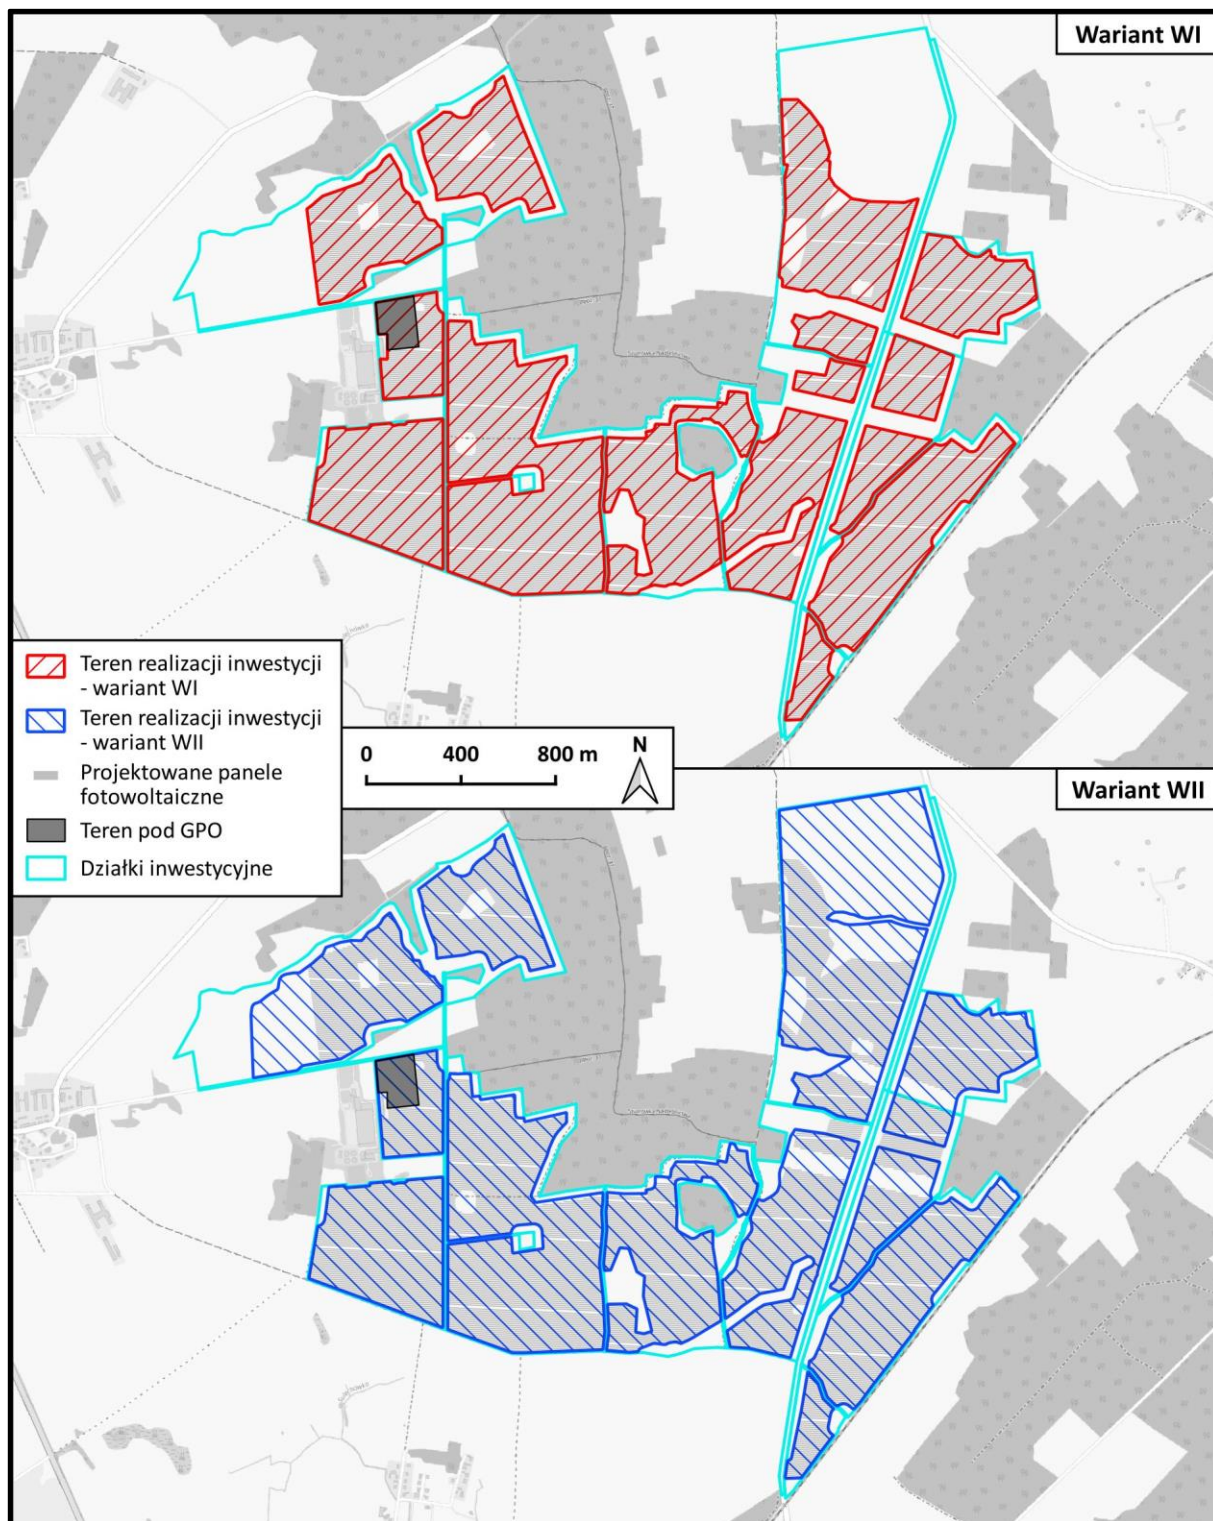 Wariant WI
Teren realizacji inwestycji
- wariant WI
Teren realizacji inwestycji
- wariant WII
Projektowane panele
fotowoltaiczne
Teren pod GPO
Działki inwestycyjne
0 400 800 m
N
Wariant WII